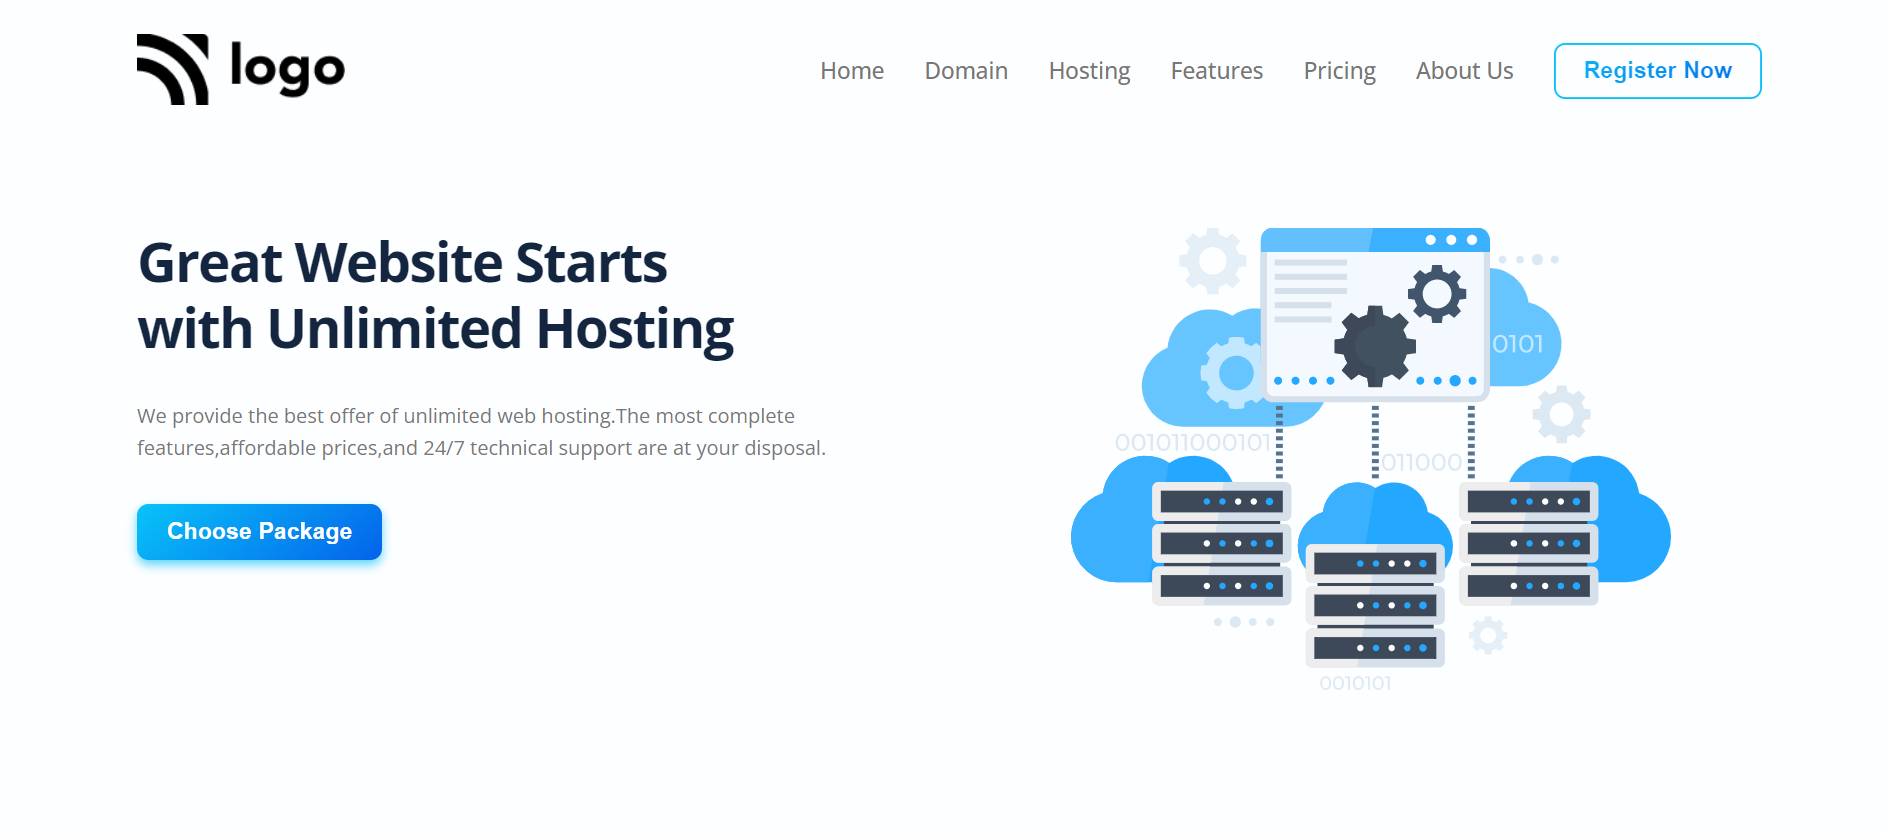 logo
Home Domain Hosting Features Pricing About Us Register Now
Great Website Starts
with Unlimited Hosting
We provide the best offer of unlimited web hosting.The most complete
features,affordable prices,and 24/7 technical support are at your disposal.
Choose Package
0101
001011000101
011000
0010101